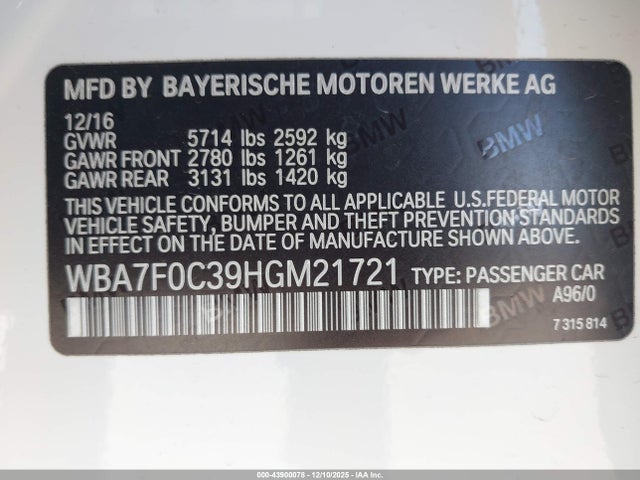 MFD BY BAYERISCHE MOTOREN WERKE AG
12/16
GVWR 5714 lbs 2592 kg
GAWR FRONT 2780 lbs 1261 kg
GAWR REAR 3131 lbs 1420 kg
THIS VEHICLE CONFORMS TO ALL APPLICABLE U.S.FEDERAL MOTOR
VEHICLE SAFETY, BUMPER AND THEFT PREVENTION STANDARDS
IN EFFECT ON THE DATE OF MANUFACTURE SHOWN ABOVE.
WBA7F0C39HGM21721 TYPE: PASSENGER CAR
A96/0
7 315 814
000-43900078 - 12/10/2025 - IAA Inc.